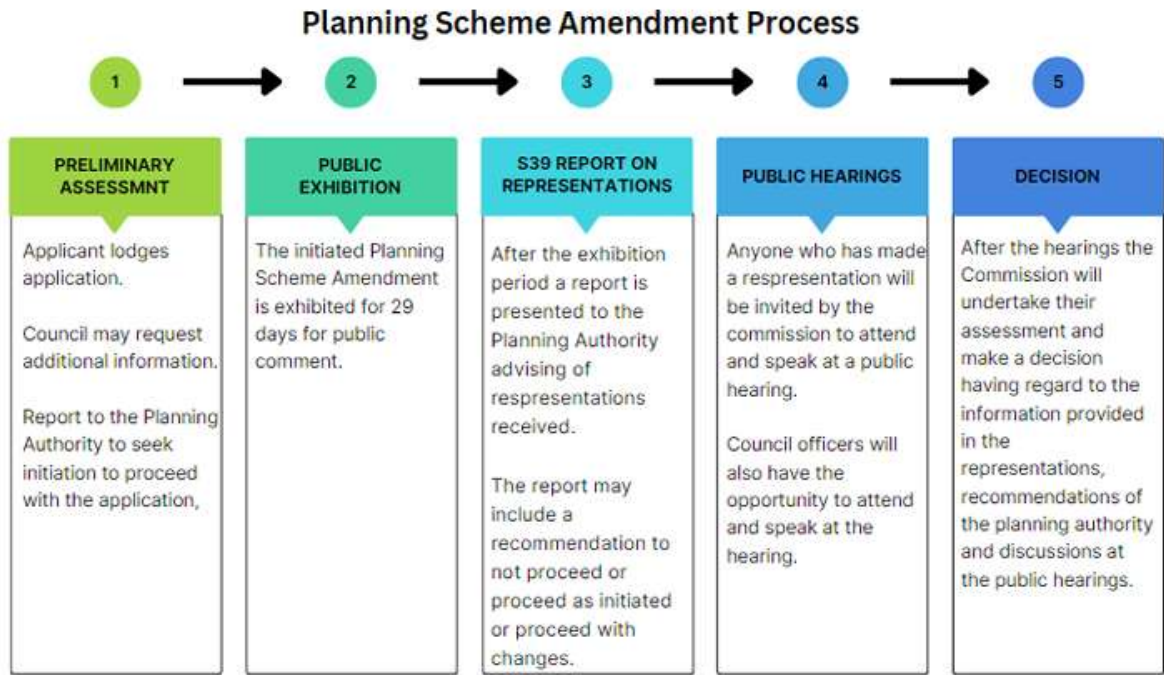 Planning Scheme Amendment Process
1
2
3
4
5
PRELIMINARY
ASSESSMNT
Applicant lodges
application.
Council may request
additional information.
Report to the Planning
Authority to seek
initiation to proceed
with the application,
PUBLIC
EXHIBITION
The initiated Planning
Scheme Amendment
is exhibited for 29
days for public
comment.
S39 REPORT ON
REPRESENTATIONS
After the exhibition
period a report is
presented to the
Planning Authority
advising of
respresentations
received.
The report may
include a
recommendation to
not proceed or
proceed as initiated
or proceed with
changes.
PUBLIC HEARINGS
Anyone who has made
a respresentation will
be invited by the
commission to attend
and speak at a public
hearing.
Council officers will
also have the
opportunity to attend
and speak at the
hearing.
DECISION
After the hearings the
Commission will
undertake their
assessment and
make a decision
having regard to the
information provided
in the
representations,
recommendations of
the planning authority
and discussions at
the public hearings.